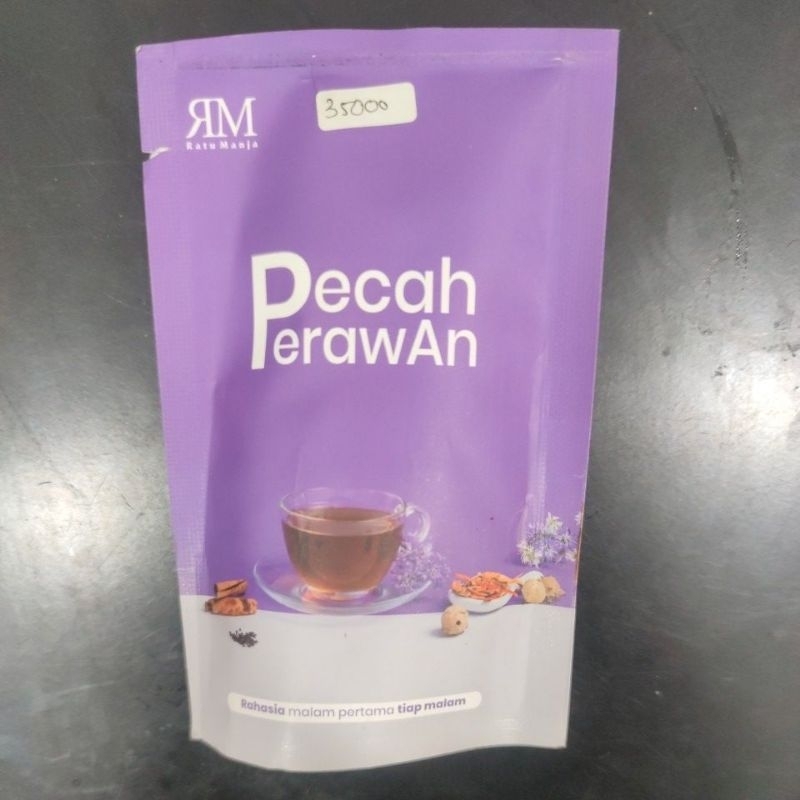 35000
RM
Ratu Manja
Pecah
PerawAn
Rahasia malam pertama tiap malam